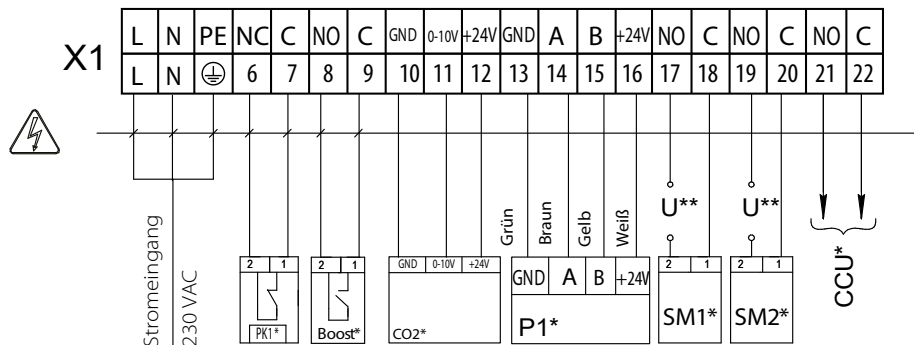 X1
L N PE NC C NO C GND 0-10V +24V GND A B +24V NO C NO C NO C
L N 6 7 8 9 10 11 12 13 14 15 16 17 18 19 20 21 22
Stromeingang
230 VAC
Grün
Braun
Gelb
Weiß
U**
U**
2 1
PK1*
2 1
Boost*
GND 0-10V +24V
CO2*
GND A B +24V
P1*
2 1
SM1*
2 1
SM2*
CCU*